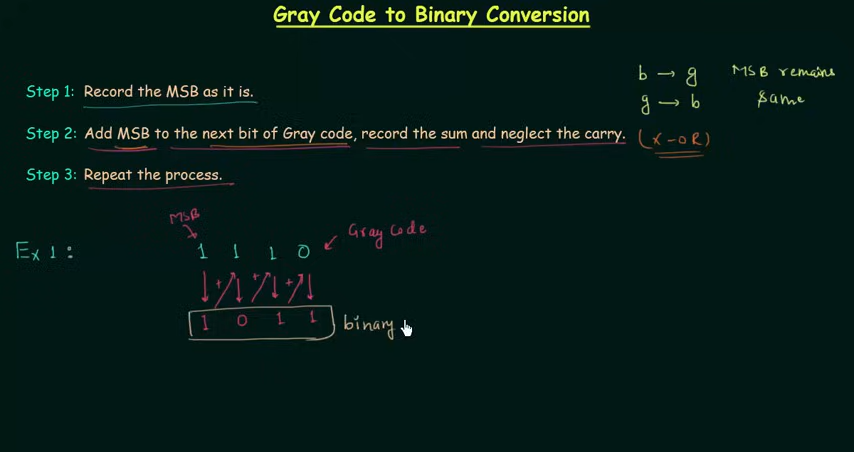 Gray Code to Binary Conversion
b → g MSB remains
Step 1: Record the MSB as it is.
g → b same
Step 2: Add MSB to the next bit of Gray code, record the sum and neglect the carry. (X-OR)
Step 3: Repeat the process.
MSB
Gray Code
Ex 1: 1 1 1 0
+ + +
1 0 1 1 binary